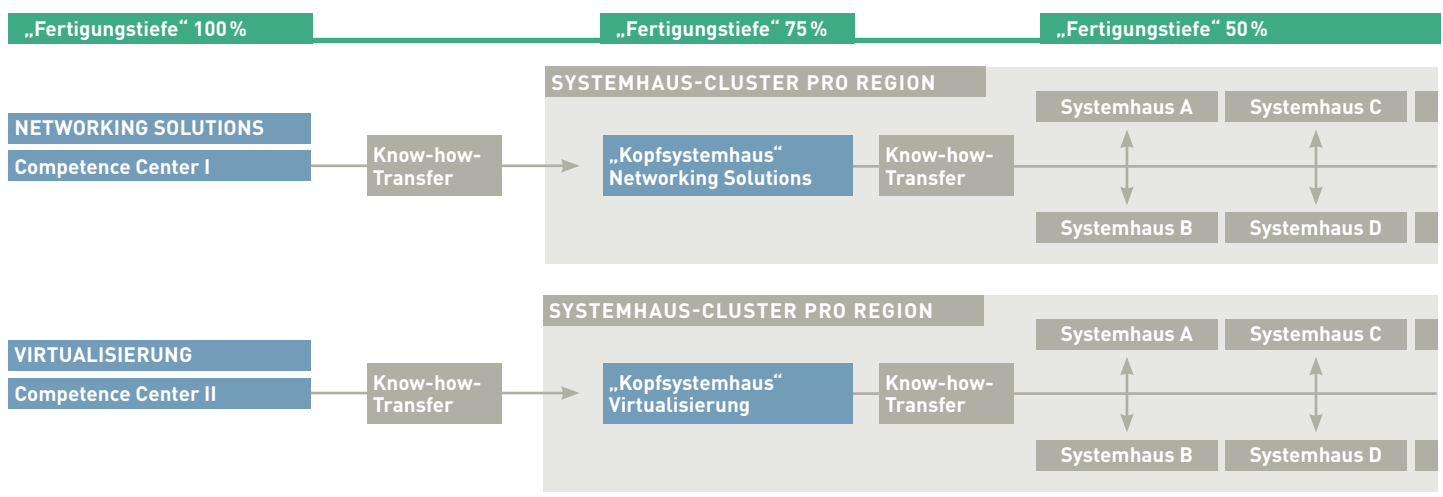 „Fertigungstiefe“ 100 %
„Fertigungstiefe“ 75 %
„Fertigungstiefe“ 50 %
SYSTEMHAUS-CLUSTER PRO REGION
Systemhaus A
Systemhaus C
NETWORKING SOLUTIONS
Competence Center I
Know-how-
Transfer
„Kopfsystemhaus“
Networking Solutions
Know-how-
Transfer
Systemhaus B
Systemhaus D
SYSTEMHAUS-CLUSTER PRO REGION
Systemhaus A
Systemhaus C
VIRTUALISIERUNG
Competence Center II
Know-how-
Transfer
„Kopfsystemhaus“
Virtualisierung
Know-how-
Transfer
Systemhaus B
Systemhaus D